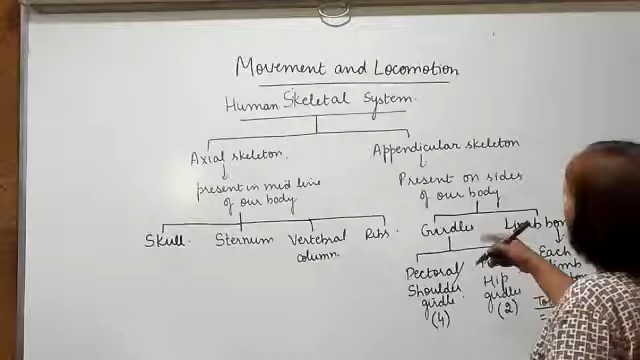 Movement and Locomotion
Human Skeletal System.
Axial skeleton.
Appendicular skeleton
present in mid line
of our body
Present on sides
of our body
Skull.
Sternum
Vertebral
column.
Ribs.
Girdles
Limb bon
Pectoral/
Shoulder
girdle.
(4)
Hip
girdle
(2)
Each
limb